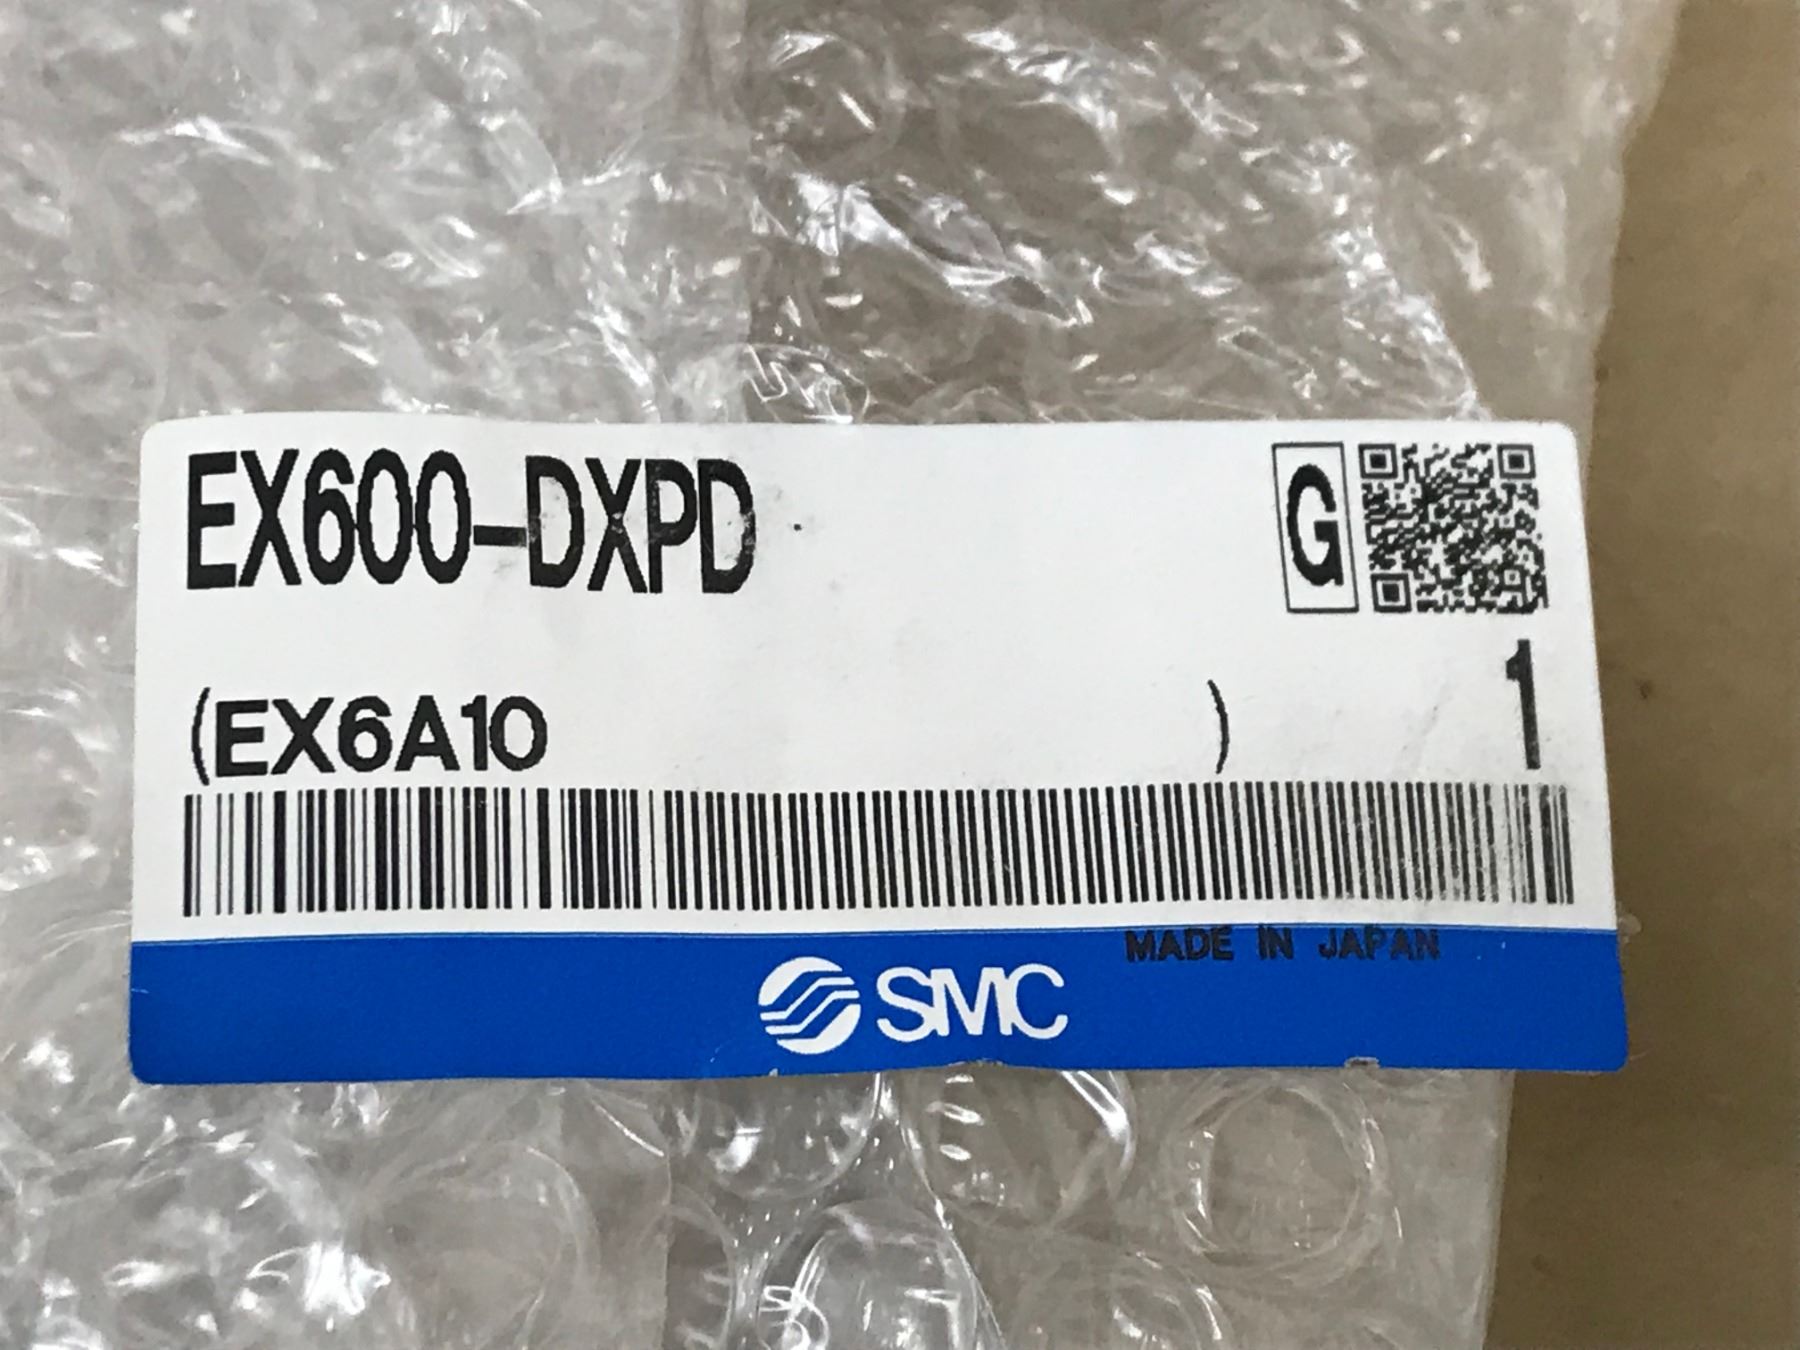 EX600-DXPD
G
(EX6A10 )
1
MADE IN JAPAN
SMC